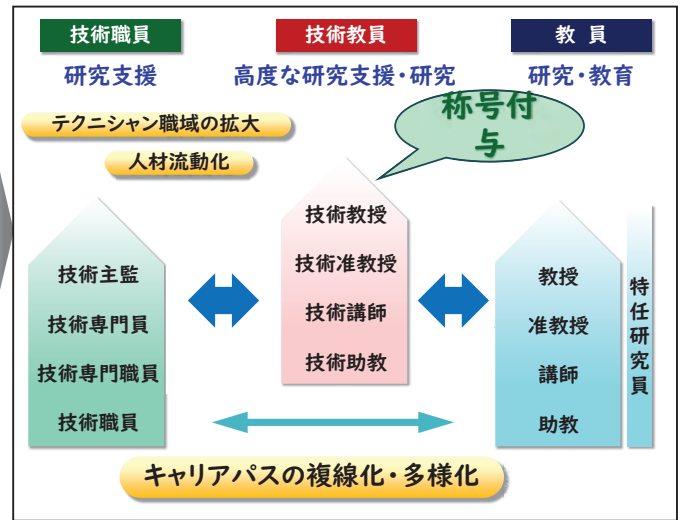 技術職員
技術教員
教 員
研究支援
高度な研究支援・研究
研究・教育
テクニシャン職域の拡大
人材流動化
称号付
与
技術主監
技術専門員
技術専門職員
技術職員
技術教授
技術准教授
技術講師
技術助教
教授
准教授
講師
助教
特任研究員
キャリアパスの複線化・多様化